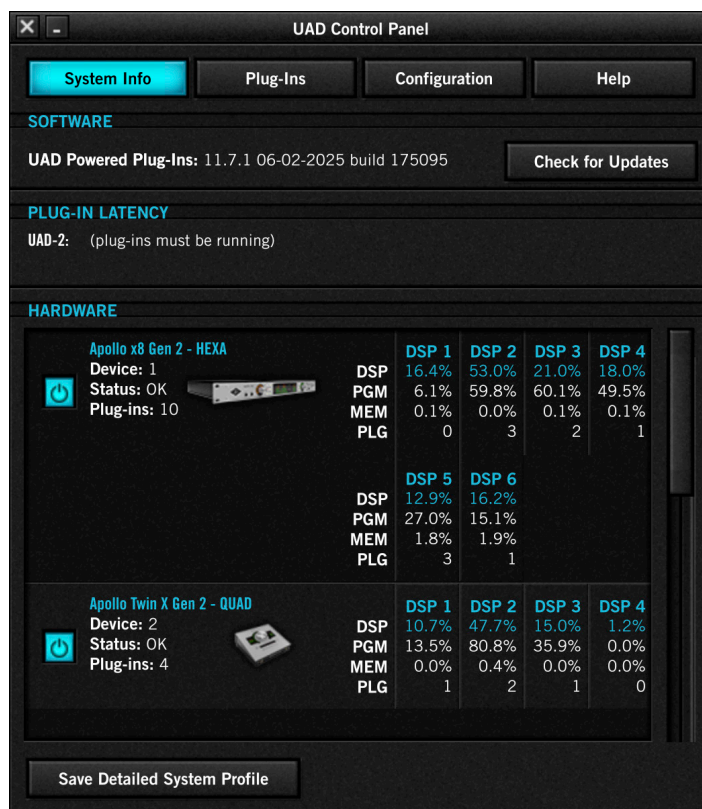 UAD Control Panel
System Info Plug-Ins Configuration Help
SOFTWARE
UAD Powered Plug-Ins: 11.7.1 06-02-2025 build 175095 Check for Updates
PLUG-IN LATENCY
UAD-2: (plug-ins must be running)
HARDWARE
Apollo x8 Gen 2 - HEXA DSP 1 DSP 2 DSP 3 DSP 4
Device: 1 DSP 16.4% 53.0% 21.0% 18.0%
Status: OK PGM 6.1% 59.8% 60.1% 49.5%
Plug-ins: 10 MEM 0.1% 0.0% 0.1% 0.1%
PLG 0 3 2 1
DSP 5 DSP 6
DSP 12.9% 16.2%
PGM 27.0% 15.1%
MEM 1.8% 1.9%
PLG 3 1
Apollo Twin X Gen 2 - QUAD DSP 1 DSP 2 DSP 3 DSP 4
Device: 2 DSP 10.7% 47.7% 15.0% 1.2%
Status: OK PGM 13.5% 80.8% 35.9% 0.0%
Plug-ins: 4 MEM 0.0% 0.4% 0.0% 0.0%
PLG 1 2 1 0
Save Detailed System Profile